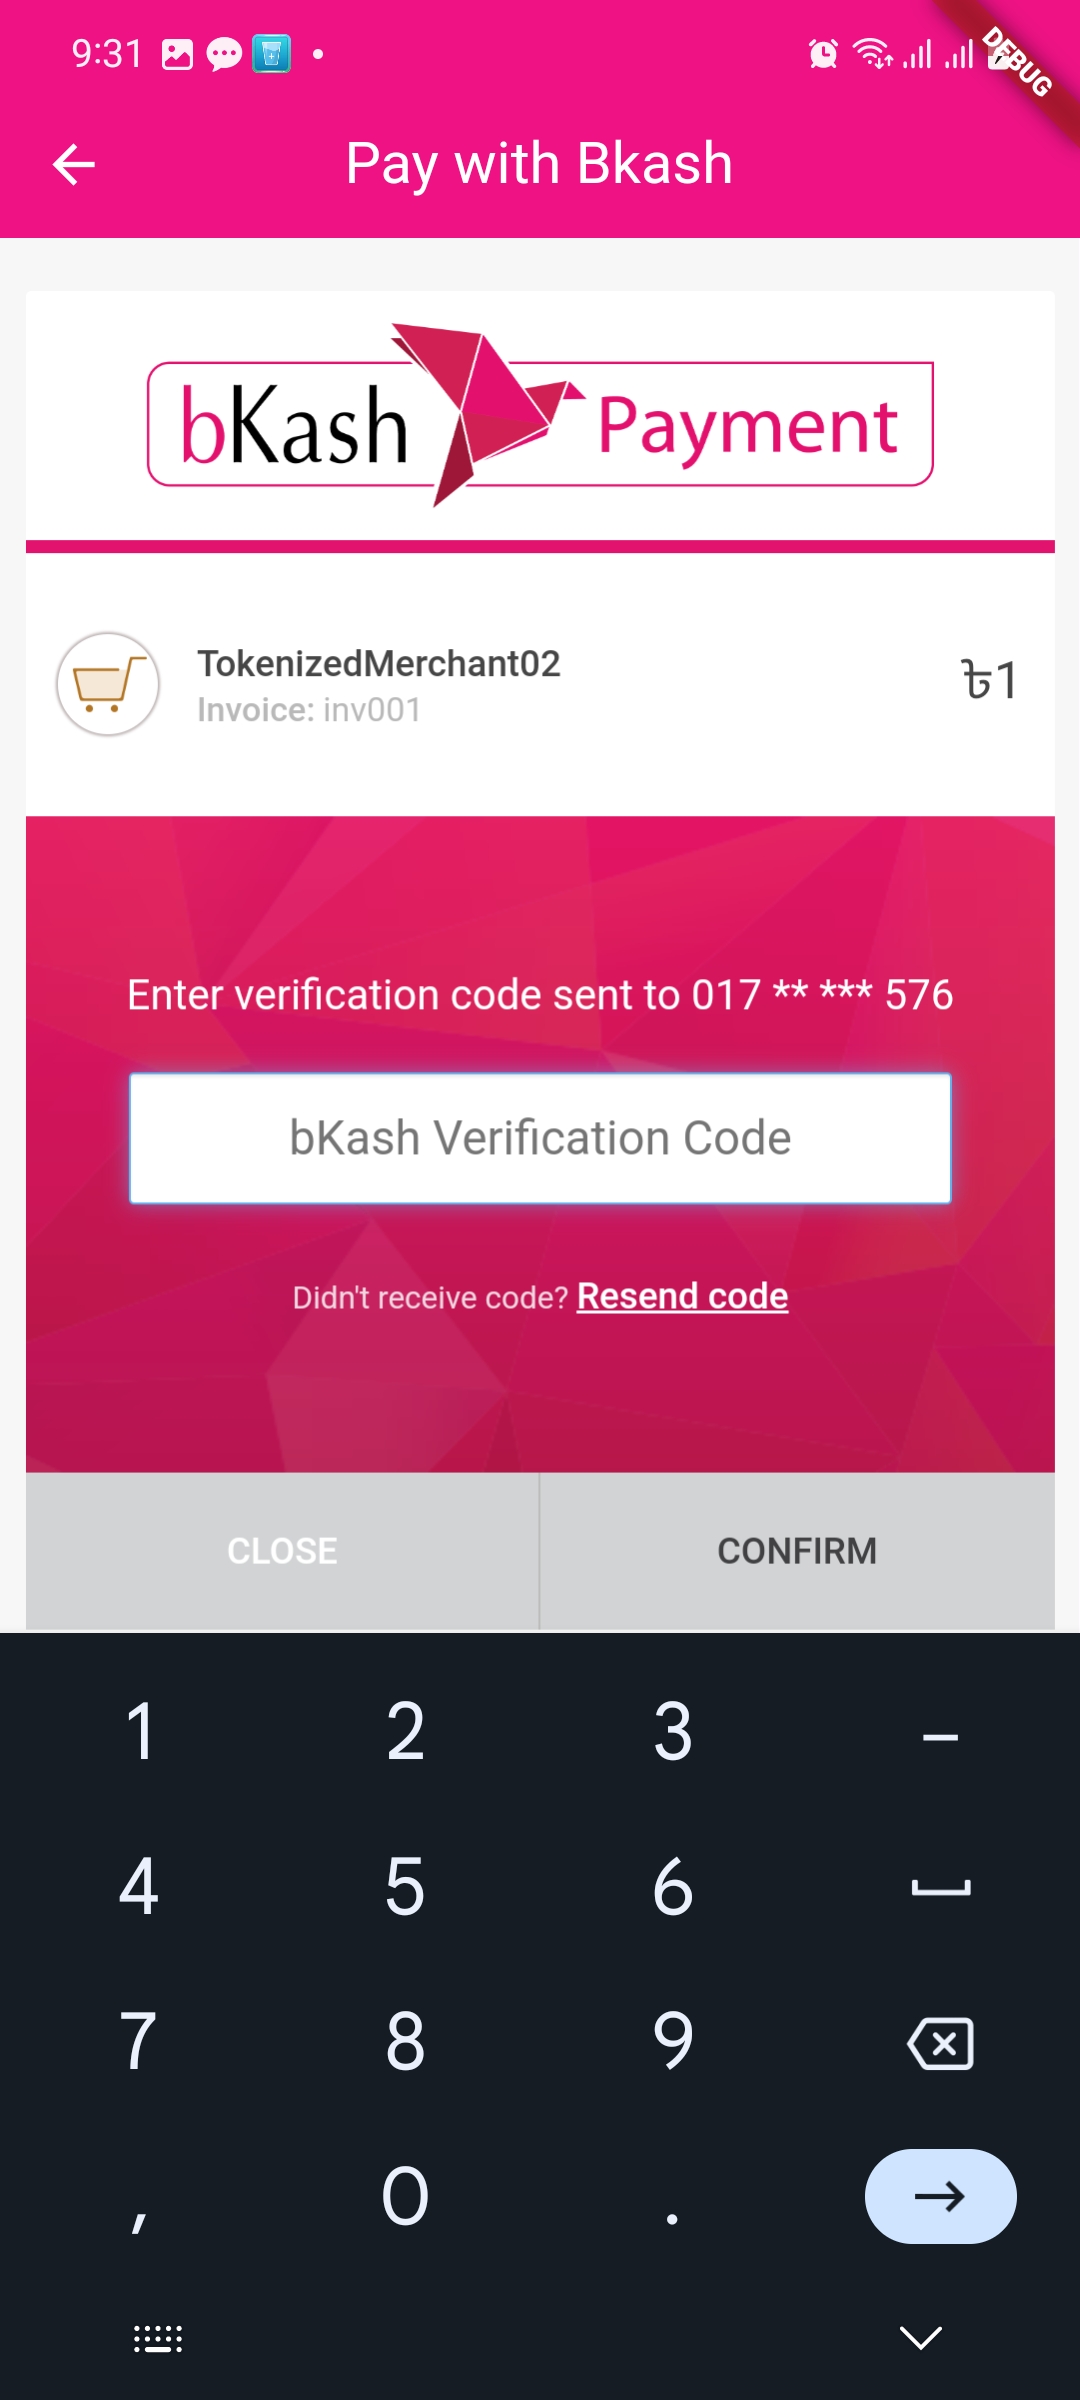 9:31
DEBUG
Pay with Bkash
bKash Payment
TokenizedMerchant02
Invoice: inv001
৳1
Enter verification code sent to 017 ** *** 576
bKash Verification Code
Didn't receive code? Resend code
CLOSE CONFIRM
1 2 3 –
4 5 6
7 8 9
, 0 .